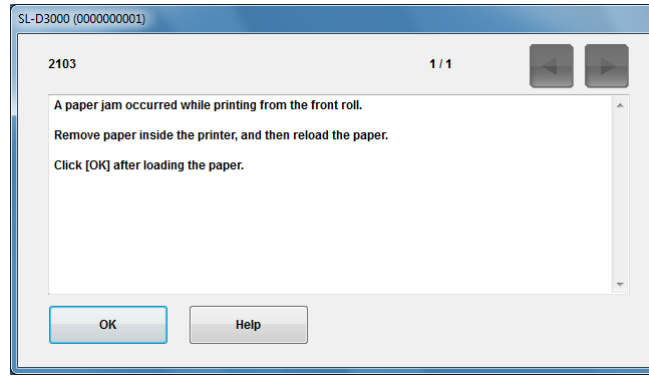 SL-D3000 (0000000001)
2103
1 / 1
A paper jam occurred while printing from the front roll.
Remove paper inside the printer, and then reload the paper.
Click [OK] after loading the paper.
OK
Help